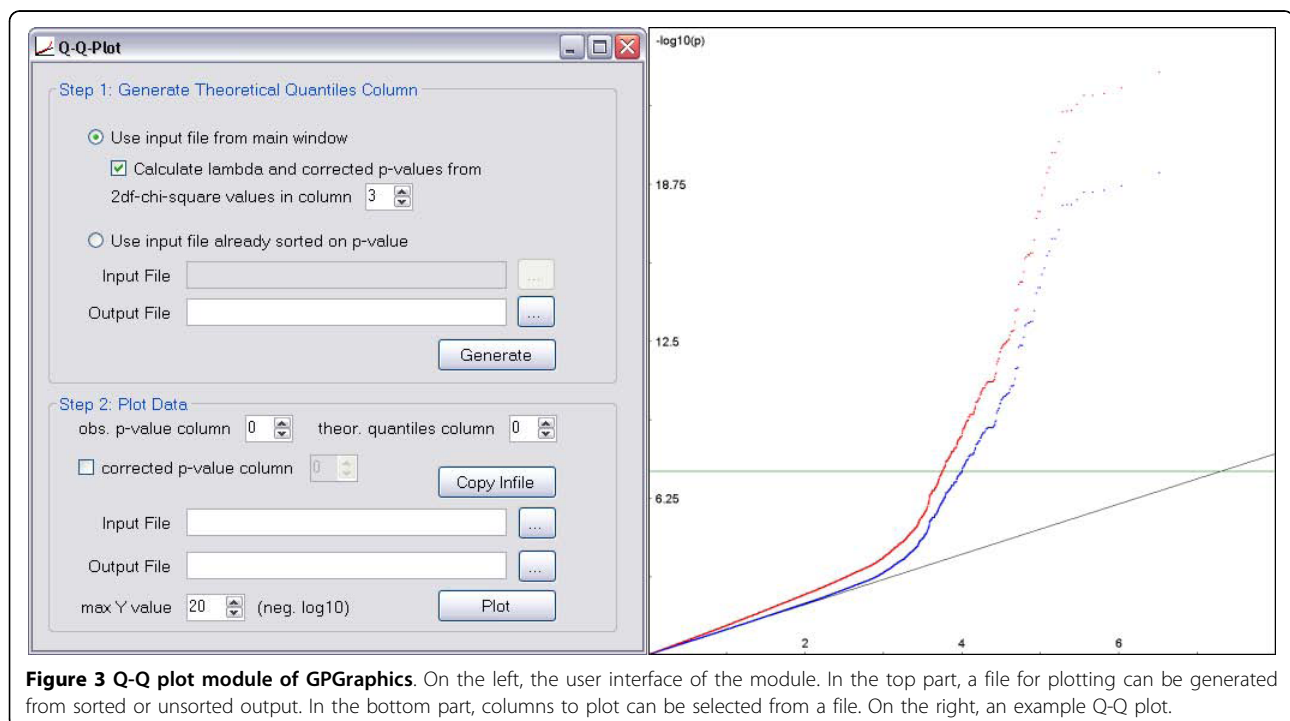 Q-Q-Plot
Step 1: Generate Theoretical Quantiles Column
Use input file from main window
Calculate lambda and corrected p-values from
2df-chi-square values in column 3
Use input file already sorted on p-value
Input File ...
Output File ...
Generate
Step 2: Plot Data
obs. p-value column 0 theor. quantiles column 0
corrected p-value column 0
Copy Infile
Input File ...
Output File ...
max Y value 20 (neg. log10) Plot
-log10(p)
18.75
12.5
6.25
2 4 6
Figure 3 Q-Q plot module of GPGraphics. On the left, the user interface of the module. In the top part, a file for plotting can be generated
from sorted or unsorted output. In the bottom part, columns to plot can be selected from a file. On the right, an example Q-Q plot.